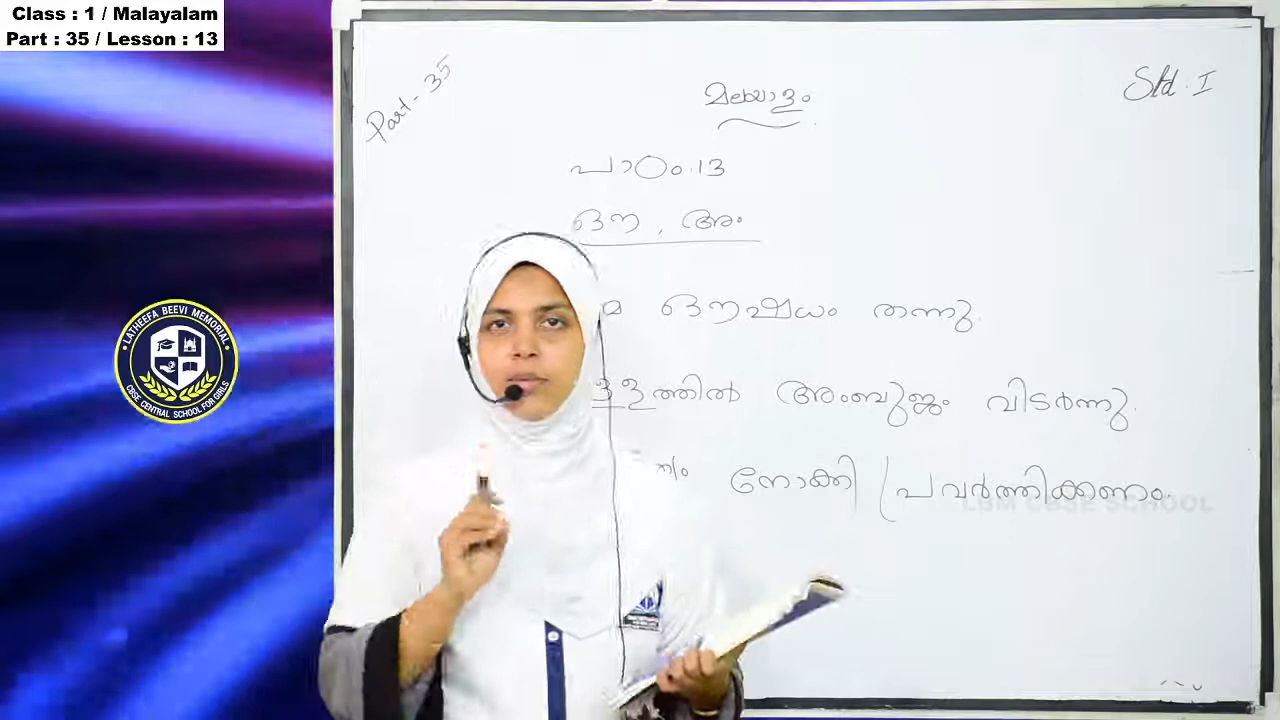 Class : 1 / Malayalam
Part : 35 / Lesson : 13
Part - 35
മലയാളം
Std. I
പാഠം.13
ഔ, അം
ഔഷധം തന്നു.
ളത്തിൽ അംബുജം വിടർന്നു.
നോക്കി പ്രവർത്തിക്കണം.
LBM CBSE SCHOOL
LATHEEFA BEEVI MEMORIAL
CBSE CENTRAL SCHOOL FOR GIRLS